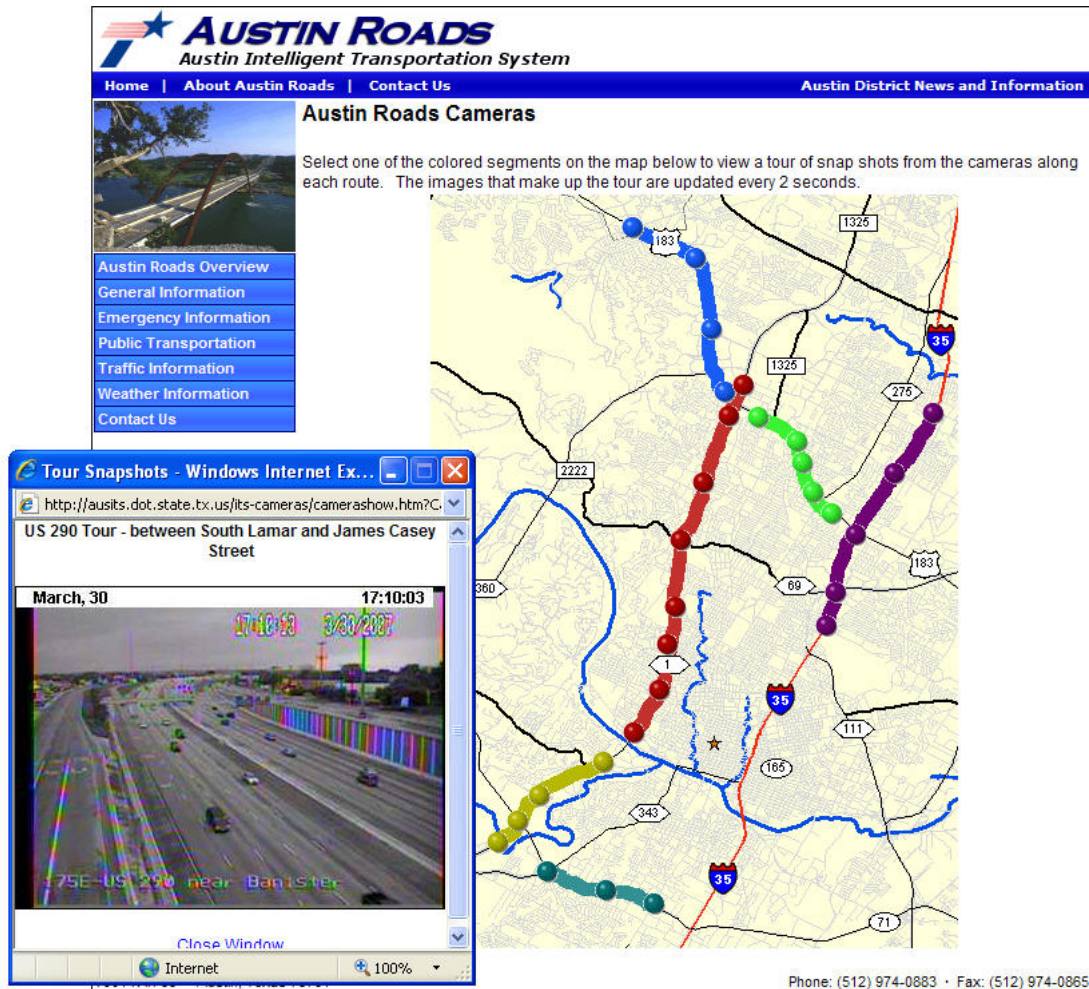 AUSTIN ROADS
Austin Intelligent Transportation System
Home | About Austin Roads | Contact Us
Austin District News and Information
Austin Roads Cameras
Select one of the colored segments on the map below to view a tour of snap shots from the cameras along
each route. The images that make up the tour are updated every 2 seconds.
Austin Roads Overview
General Information
Emergency Information
Public Transportation
Traffic Information
Weather Information
Contact Us
1325
183
35
1325
275
2222
360
69
183
1
35
111
165
343
35
71
Tour Snapshots - Windows Internet Ex...
http://ausits.dot.state.tx.us/its-cameras/camerashow.htm?C
US 290 Tour - between South Lamar and James Casey
Street
March, 30 17:10:03
17:10:13 3/30/2007
US 290 near Banister
Close Window
Internet 100%
Phone: (512) 974-0883 · Fax: (512) 974-0865